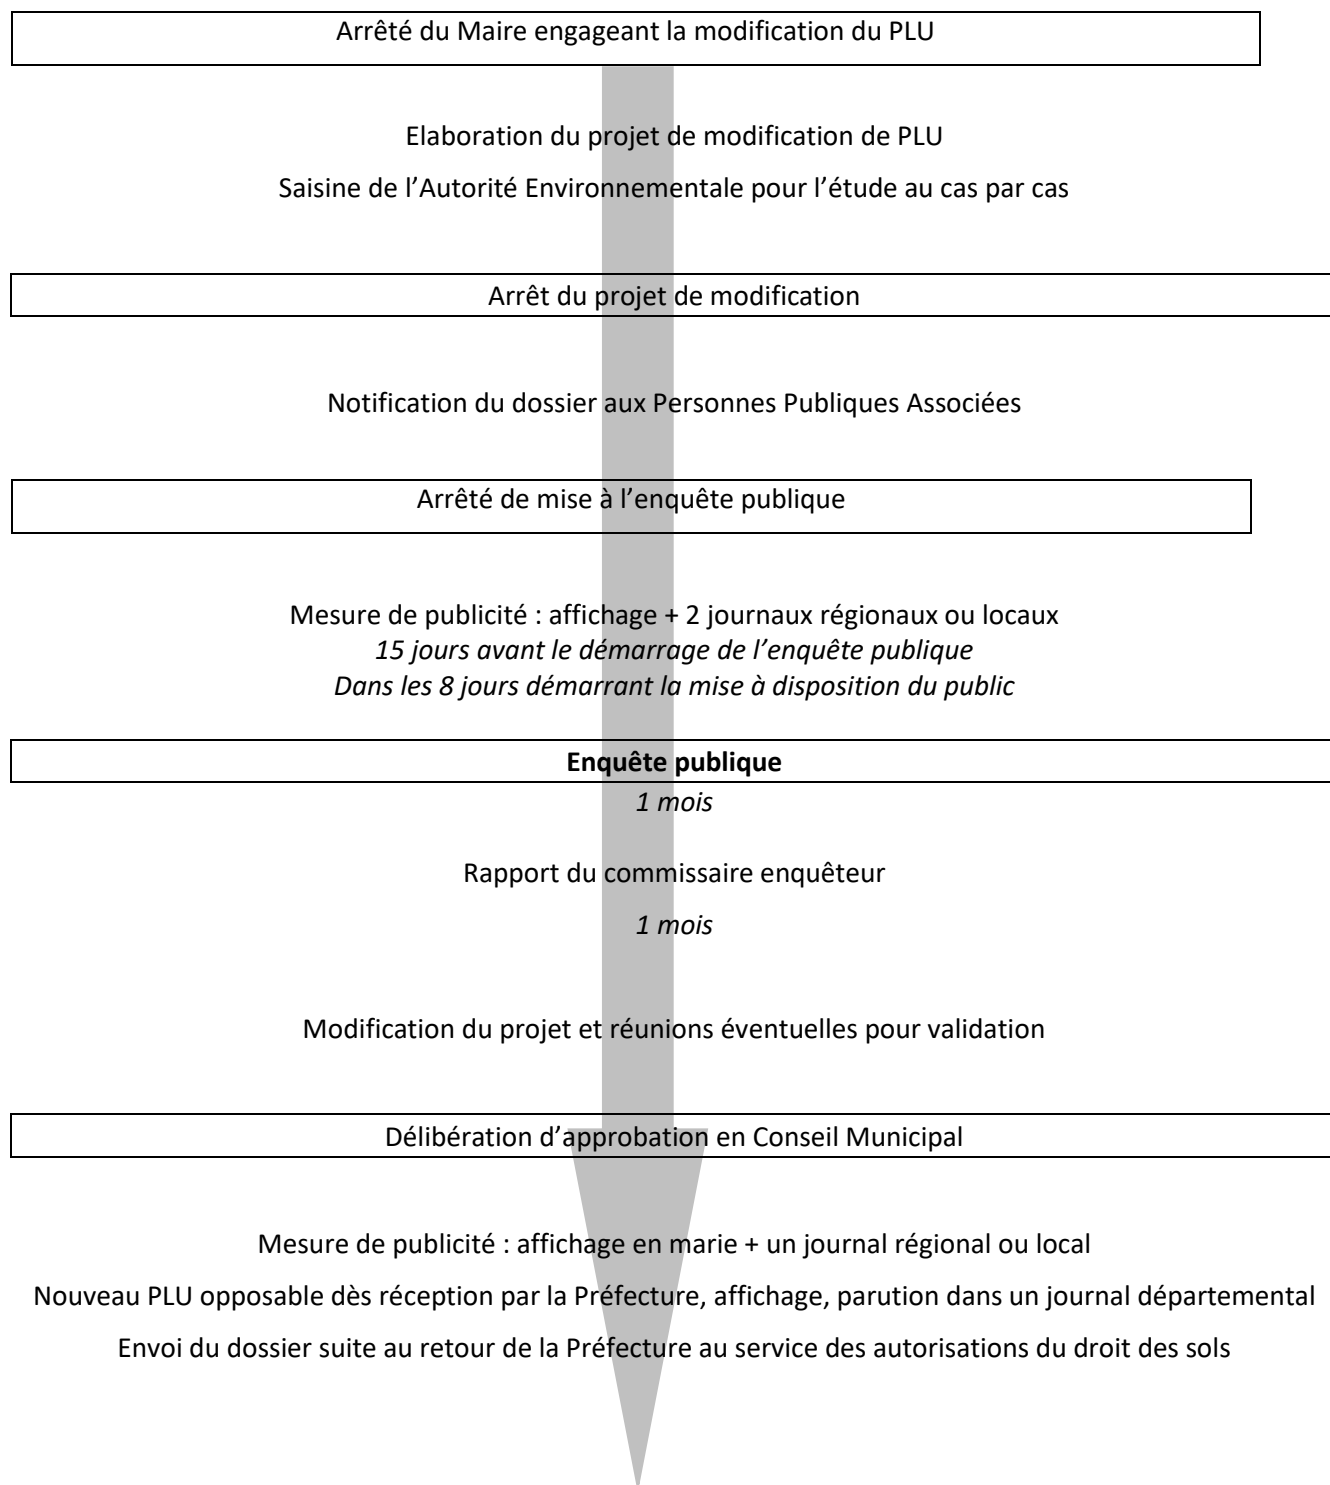 Arrêté du Maire engageant la modification du PLU
Elaboration du projet de modification de PLU
Saisine de l’Autorité Environnementale pour l’étude au cas par cas
Arrêt du projet de modification
Notification du dossier aux Personnes Publiques Associées
Arrêté de mise à l’enquête publique
Mesure de publicité : affichage + 2 journaux régionaux ou locaux
15 jours avant le démarrage de l’enquête publique
Dans les 8 jours démarrant la mise à disposition du public
Enquête publique
1 mois
Rapport du commissaire enquêteur
1 mois
Modification du projet et réunions éventuelles pour validation
Délibération d’approbation en Conseil Municipal
Mesure de publicité : affichage en marie + un journal régional ou local
Nouveau PLU opposable dès réception par la Préfecture, affichage, parution dans un journal départemental
Envoi du dossier suite au retour de la Préfecture au service des autorisations du droit des sols